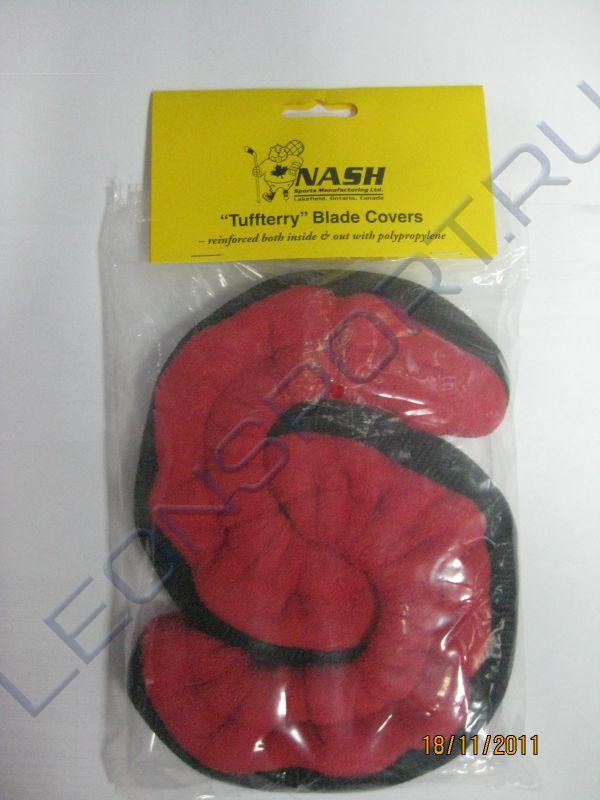 NASH
Sports Manufacturing Ltd.
Lakefield, Ontario, Canada
"Tuffterry" Blade Covers
– reinforced both inside & out with polypropylene
LEONSPORT.RU
18/11/2011